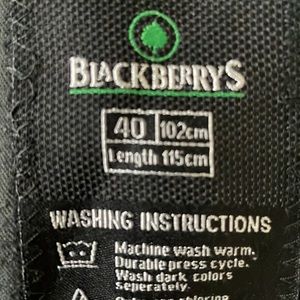 BLACKBERRYS
40 102cm
Length 115cm
WASHING INSTRUCTIONS
Machine wash warm.
Durable press cycle.
Wash dark colors
seperately.